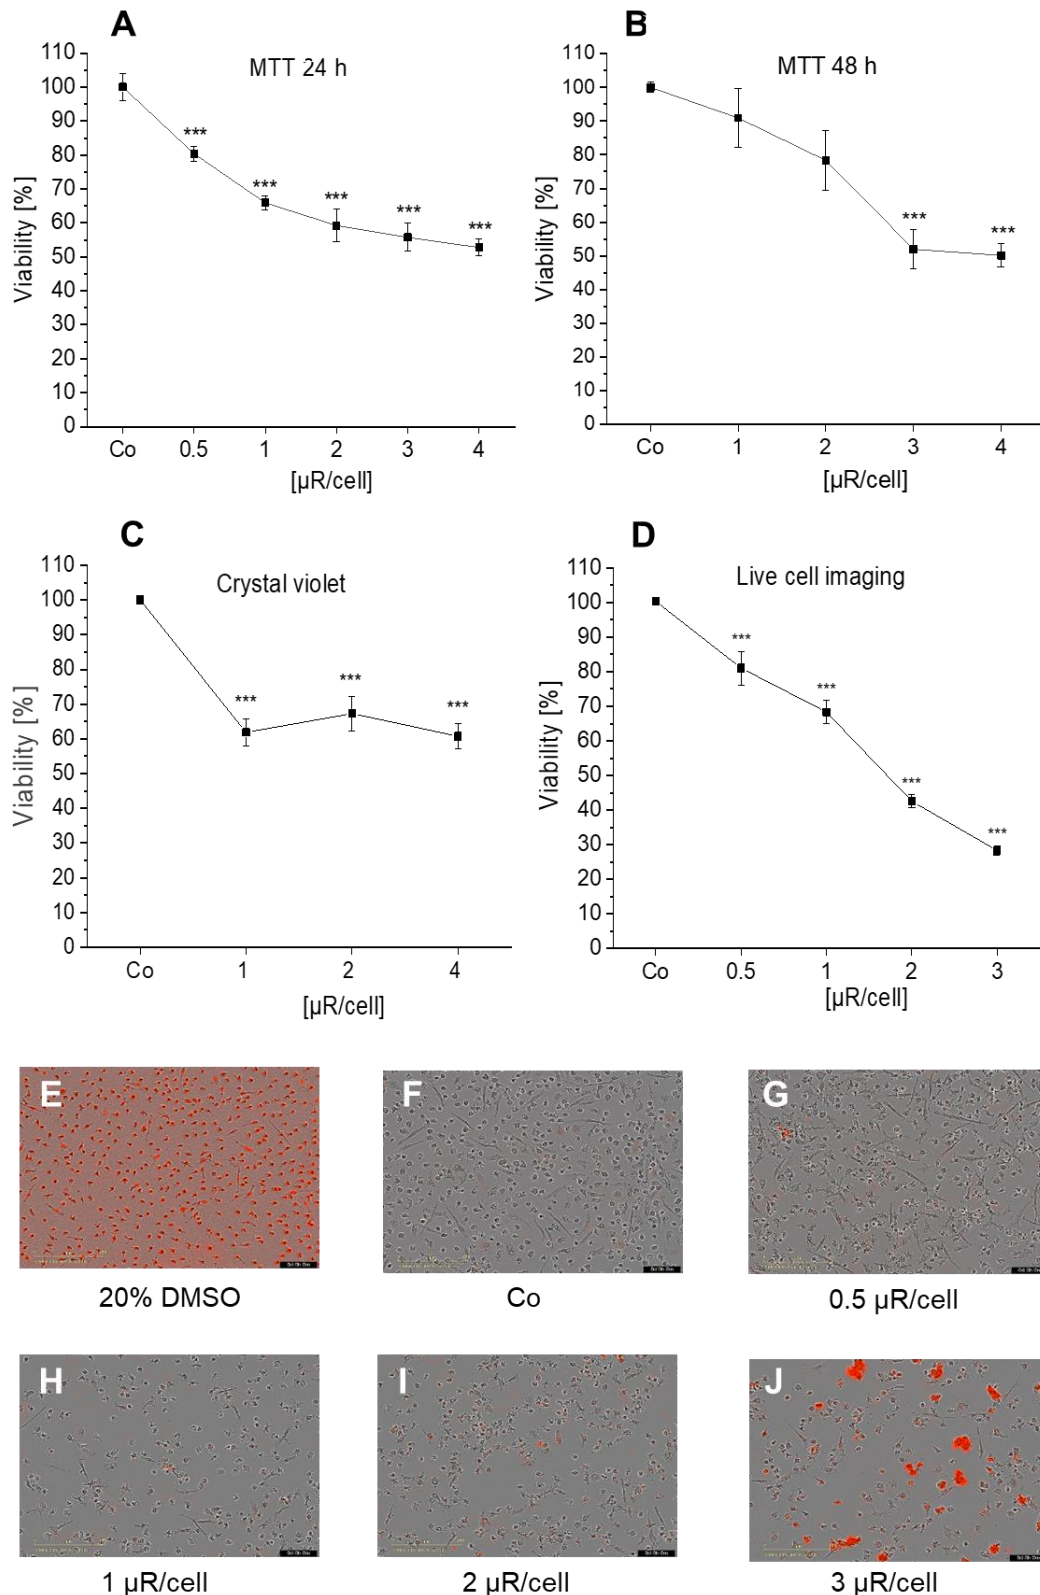 A
MTT 24 h
110
100
90
80
70
60
50
40
30
20
10
0
Viability [%]
***
***
***
***
***
Co 0.5 1 2 3 4
[µR/cell]
B
MTT 48 h
110
100
90
80
70
60
50
40
30
20
10
0
Viability [%]
***
***
Co 1 2 3 4
[µR/cell]
C
Crystal violet
110
100
90
80
70
60
50
40
30
20
10
0
Viability [%]
***
***
***
Co 1 2 4
[µR/cell]
D
Live cell imaging
110
100
90
80
70
60
50
40
30
20
10
0
Viability [%]
***
***
***
***
Co 0.5 1 2 3
[µR/cell]
E
20% DMSO
F
Co
G
0.5 µR/cell
H
1 µR/cell
I
2 µR/cell
J
3 µR/cell